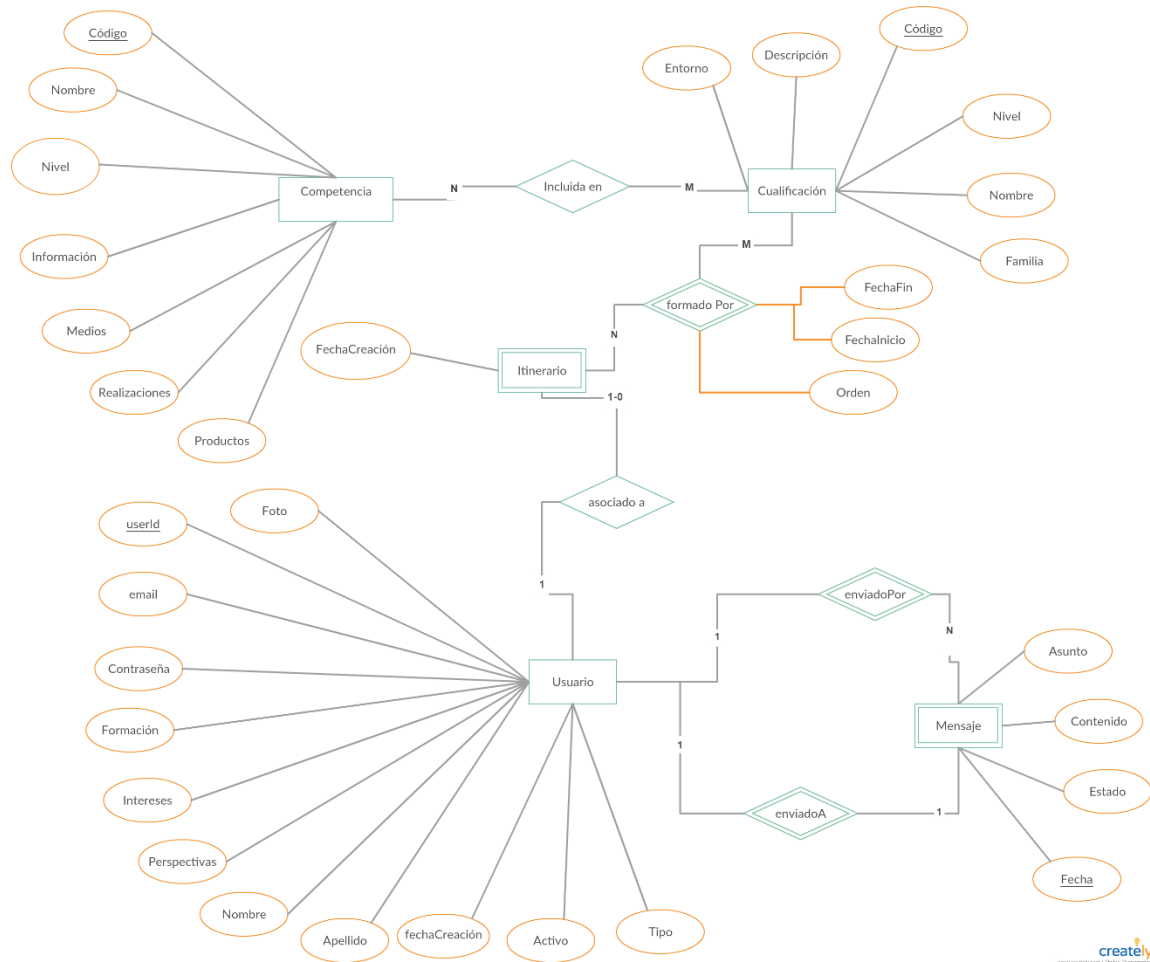 Código
Código
Descripción
Entorno
Nombre
Nivel
Nivel
Competencia
N
Incluida en
M
Cualificación
Nombre
M
Información
Familia
FechaFin
formado Por
Medios
N
FechaInicio
FechaCreación
Itinerario
Realizaciones
1-0
Orden
Productos
asociado a
Foto
userId
1
email
enviadoPor
1
N
Asunto
Contraseña
Usuario
Mensaje
Contenido
Formación
1
Intereses
Estado
enviadoA
1
Perspectivas
Fecha
Nombre
Apellido
fechaCreación
Activo
Tipo
creately